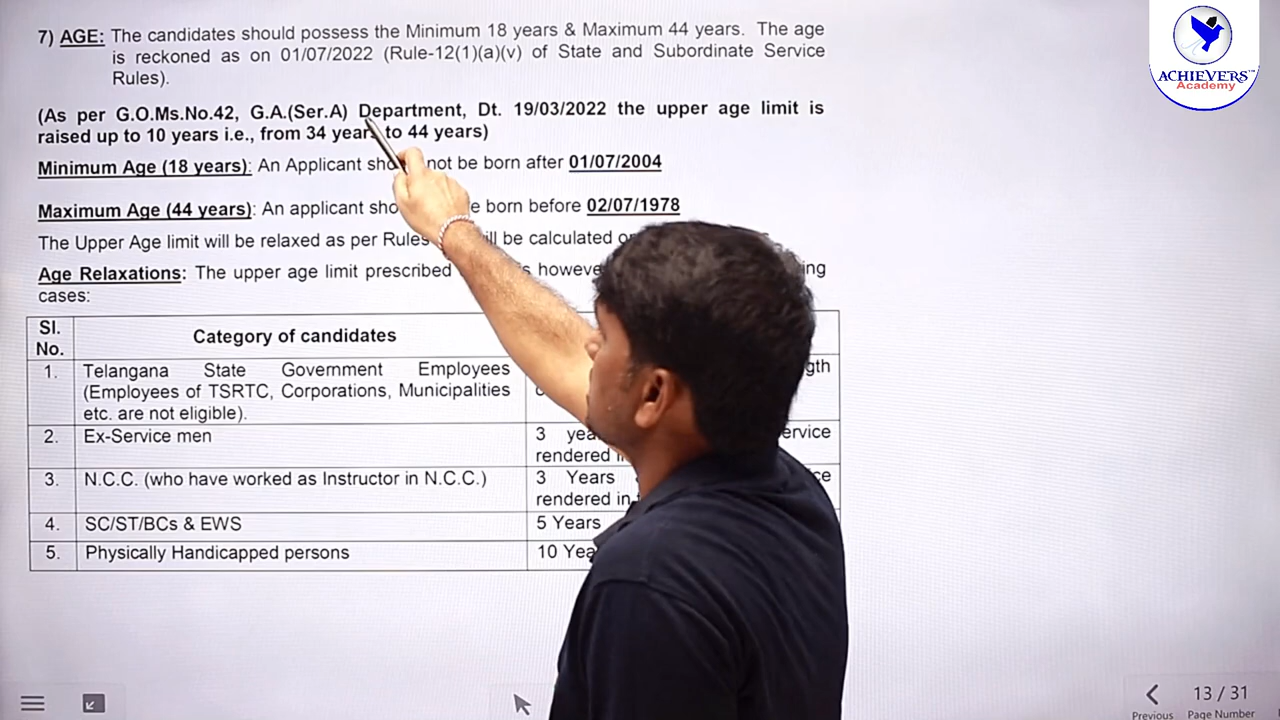 7) AGE: The candidates should possess the Minimum 18 years & Maximum 44 years. The age
is reckoned as on 01/07/2022 (Rule-12(1)(a)(v) of State and Subordinate Service
Rules).
(As per G.O.Ms.No.42, G.A.(Ser.A) Department, Dt. 19/03/2022 the upper age limit is
raised up to 10 years i.e., from 34 years to 44 years)
Minimum Age (18 years): An Applicant not be born after 01/07/2004
Maximum Age (44 years): An applicant born before 02/07/1978
The Upper Age limit will be relaxed as per Rules be calculated
Age Relaxations: The upper age limit prescribed
cases:
Sl. No.
Category of candidates
1. Telangana State Government Employees
(Employees of TSRTC, Corporations, Municipalities
etc. are not eligible).
2. Ex-Service men
3
rendered
3. N.C.C. (who have worked as Instructor in N.C.C.)
3 Years
rendered in
4. SC/ST/BCs & EWS 5 Years
5. Physically Handicapped persons 10
ACHIEVERS™
Academy
13 / 31
Previous Page Number